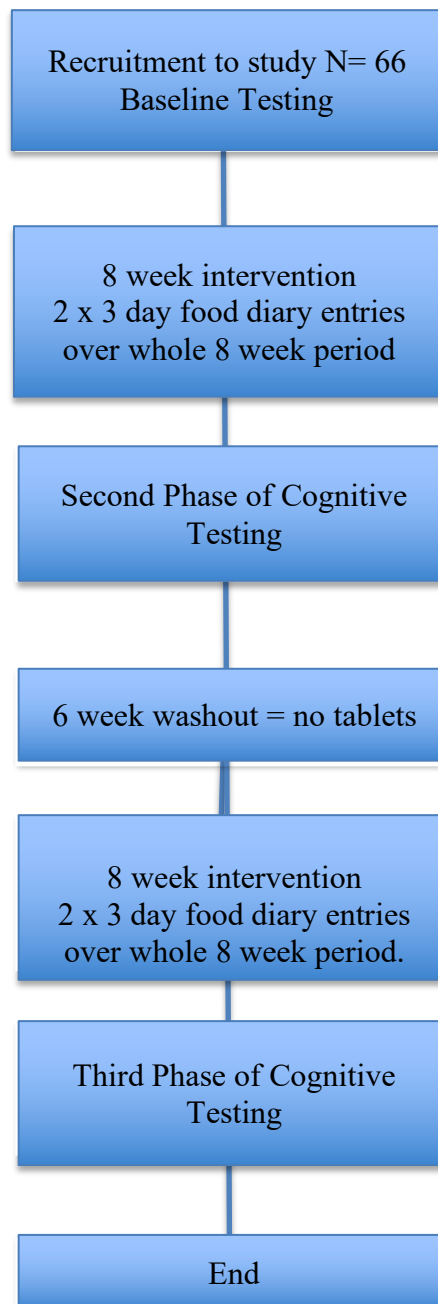 Recruitment to study N= 66
Baseline Testing
8 week intervention
2 x 3 day food diary entries
over whole 8 week period
Second Phase of Cognitive
Testing
6 week washout = no tablets
8 week intervention
2 x 3 day food diary entries
over whole 8 week period.
Third Phase of Cognitive
Testing
End